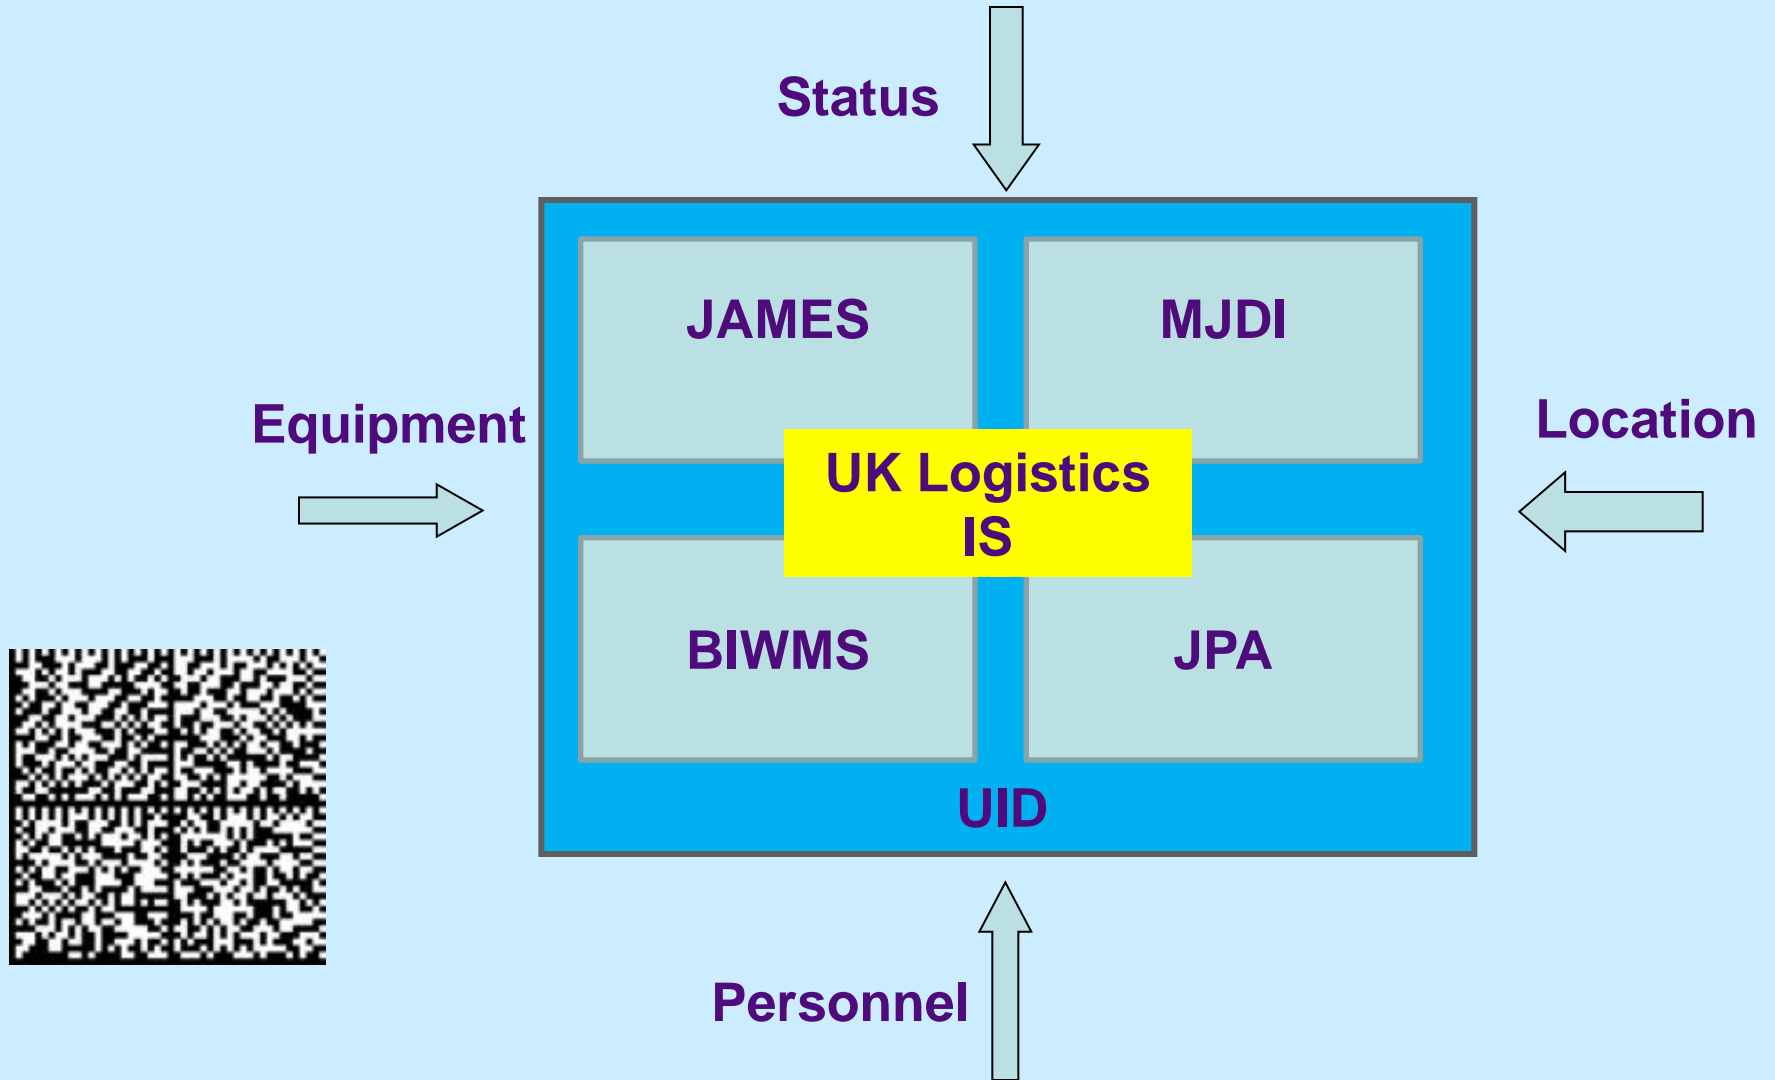 Status
JAMES
MJDI
Equipment
Location
UK Logistics
IS
BIWMS
JPA
UID
Personnel